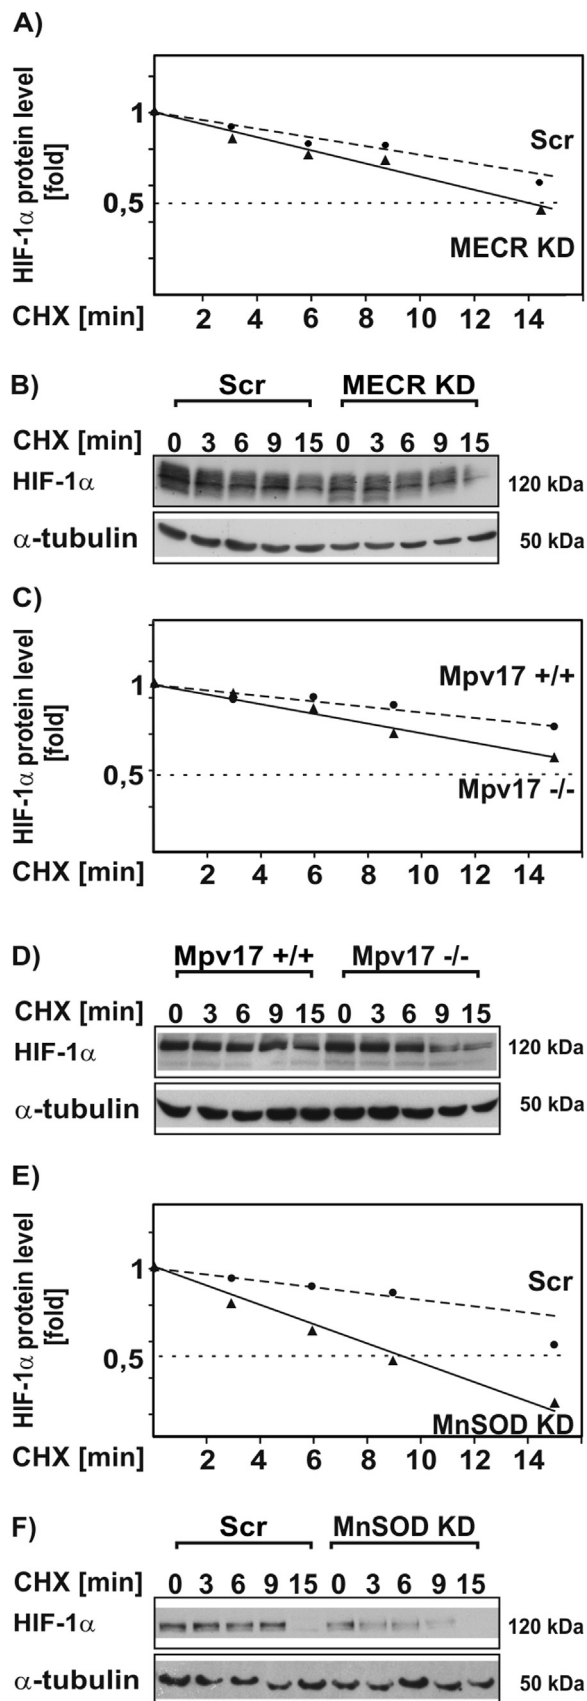 A)
HIF-1α protein level
[fold]
1
0,5
Scr
MECR KD
CHX [min] 2 4 6 8 10 12 14
B)
Scr MECR KD
CHX [min] 0 3 6 9 15 0 3 6 9 15
HIF-1α 120 kDa
α-tubulin 50 kDa
C)
HIF-1α protein level
[fold]
1
0,5
Mpv17 +/+
Mpv17 -/-
CHX [min] 2 4 6 8 10 12 14
D)
Mpv17 +/+ Mpv17 -/-
CHX [min] 0 3 6 9 15 0 3 6 9 15
HIF-1α 120 kDa
α-tubulin 50 kDa
E)
HIF-1α protein level
[fold]
1
0,5
Scr
MnSOD KD
CHX [min] 2 4 6 8 10 12 14
F)
Scr MnSOD KD
CHX [min] 0 3 6 9 15 0 3 6 9 15
HIF-1α 120 kDa
α-tubulin 50 kDa